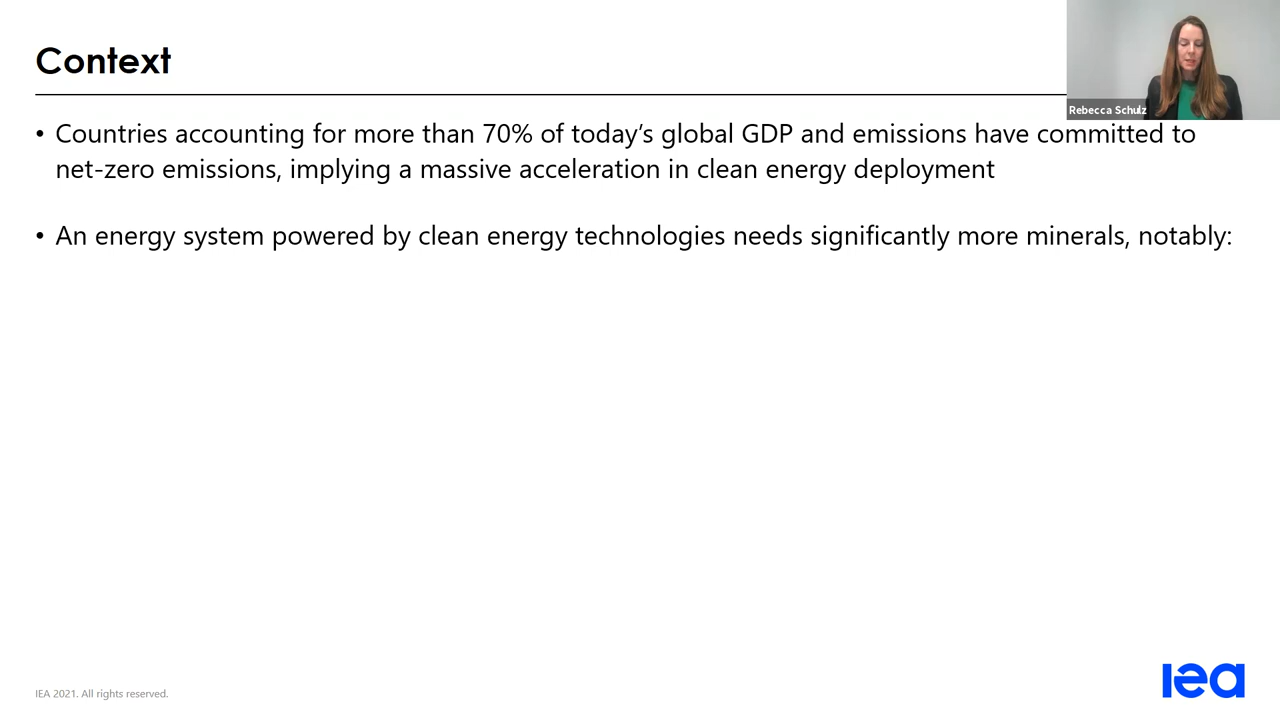 Context
Rebecca Schulz
• Countries accounting for more than 70% of today’s global GDP and emissions have committed to
net-zero emissions, implying a massive acceleration in clean energy deployment
• An energy system powered by clean energy technologies needs significantly more minerals, notably:
IEA 2021. All rights reserved.
iea